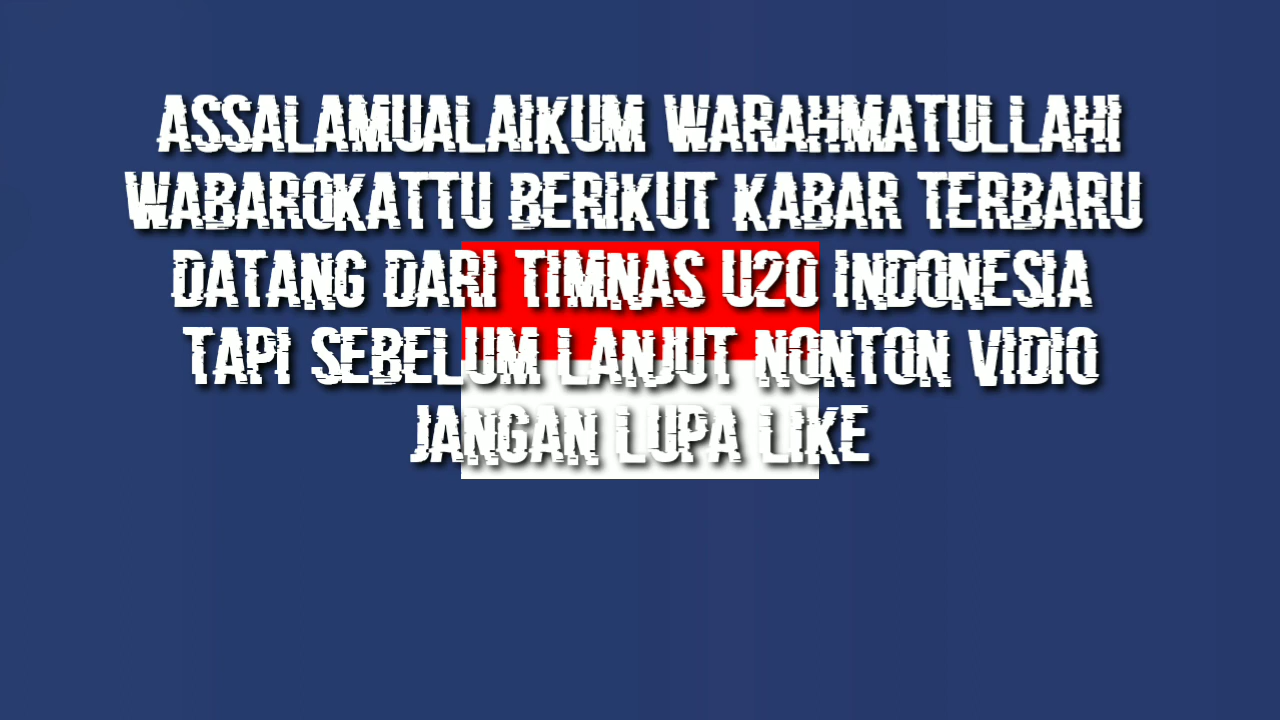 ASSALAMUALAIKUM WARAHMATULLAHI
WABAROKATTU BERIKUT KABAR TERBARU
DATANG DARI TIMNAS U20 INDONESIA
TAPI SEBELUM LANJUT NONTON VIDIO
JANGAN LUPA LIKE